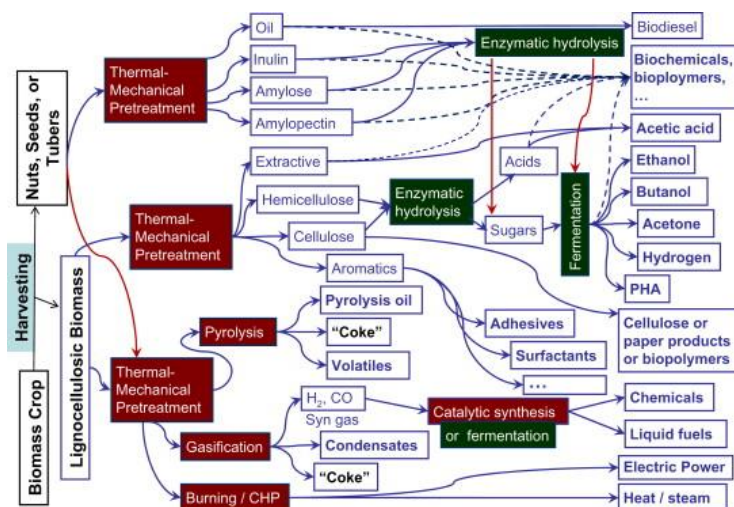 Oil
Biodiesel
Enzymatic hydrolysis
Thermal-
Mechanical
Pretreatment
Inulin
Amylose
Amylopectin
Biochemicals,
bioploymers,
...
Nuts, Seeds, or
Tubers
Extractive
Acids
Acetic acid
Ethanol
Hemicellulose
Enzymatic
hydrolysis
Butanol
Thermal-
Mechanical
Pretreatment
Cellulose
Sugars
Fermentation
Acetone
Aromatics
Hydrogen
PHA
Harvesting
Lignocellulosic Biomass
Biomass Crop
Pyrolysis
Pyrolysis oil
"Coke"
Volatiles
Adhesives
Surfactants
...
Cellulose or
paper products
or biopolymers
Thermal-
Mechanical
Pretreatment
Gasification
H2, CO
Syn gas
Condensates
"Coke"
Catalytic synthesis
or fermentation
Chemicals
Liquid fuels
Burning / CHP
Electric Power
Heat / steam